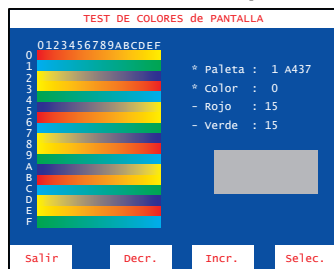 TEST DE COLORES de PANTALLA
0123456789ABCDEF
0
1
2
3
4
5
6
7
8
9
A
B
C
D
E
F
* Paleta : 1 A437
* Color : 0
- Rojo : 15
- Verde : 15
Salir Decr. Incr. Selec.